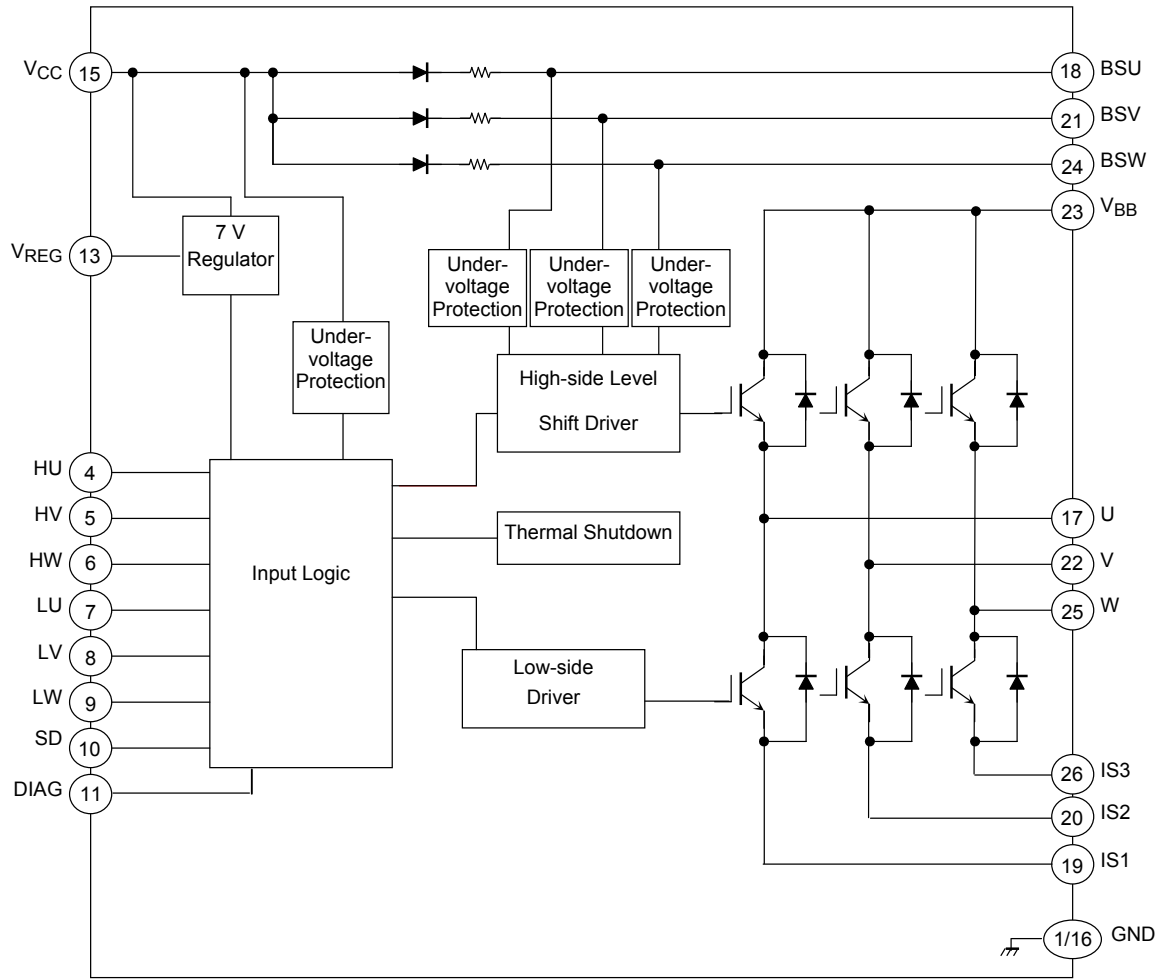 VCC 15
18 BSU
21 BSV
24 BSW
23 VBB
7 V
Regulator
VREG 13
Under-
voltage
Protection
Under-
voltage
Protection
Under-
voltage
Protection
Under-
voltage
Protection
High-side Level
Shift Driver
HU 4
HV 5
HW 6
LU 7
LV 8
LW 9
SD 10
DIAG 11
Input Logic
Thermal Shutdown
Low-side
Driver
17 U
22 V
25 W
26 IS3
20 IS2
19 IS1
1/16 GND